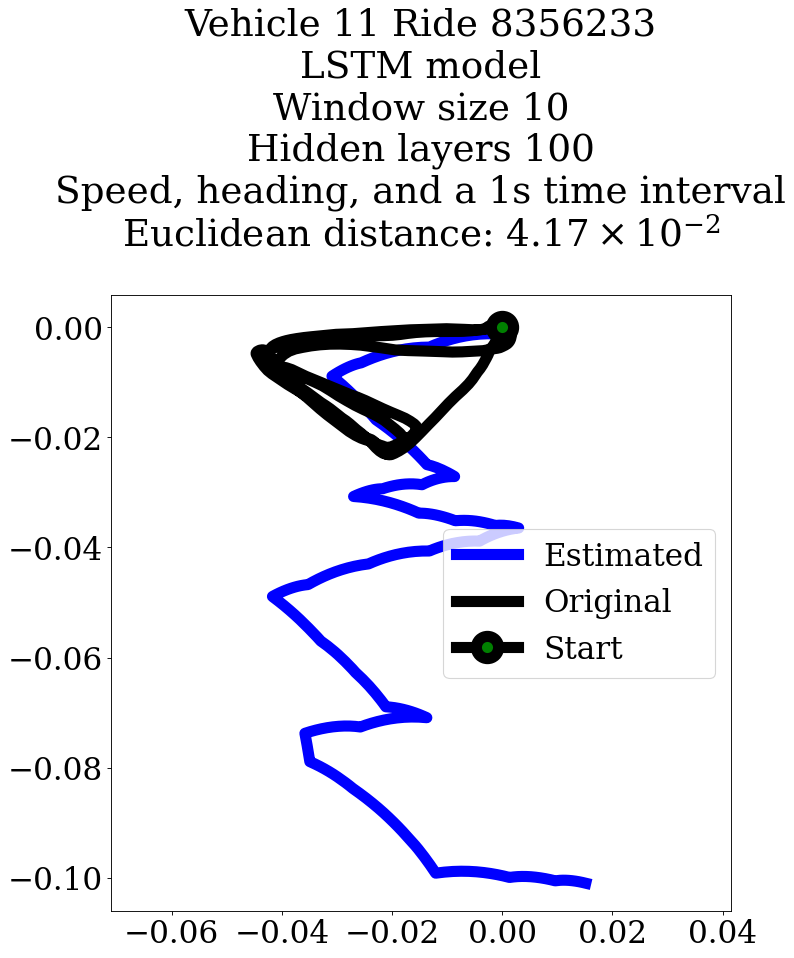 Vehicle 11 Ride 8356233
LSTM model
Window size 10
Hidden layers 100
Speed, heading, and a 1s time interval
Euclidean distance: 4.17 × 10⁻²
0.00
−0.02
−0.04
−0.06
−0.08
−0.10
Estimated
Original
Start
−0.06 −0.04 −0.02 0.00 0.02 0.04